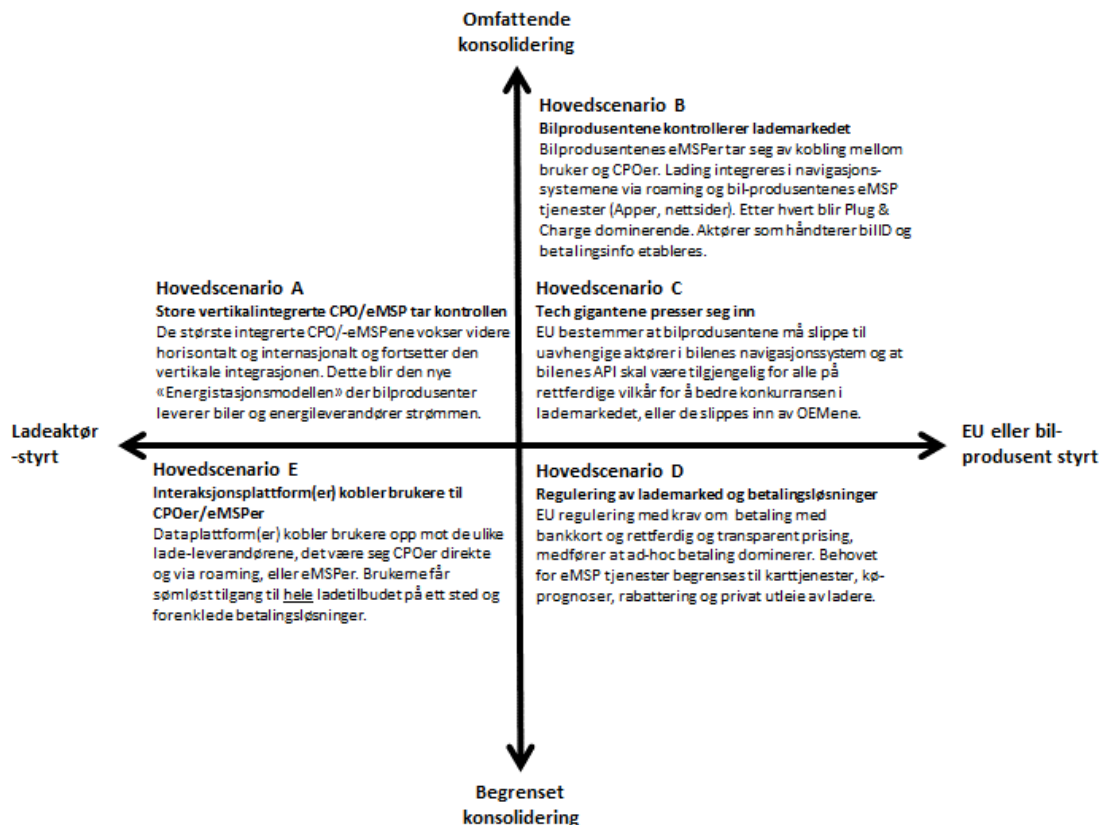 Omfattende
konsolidering
Hovedscenario B
Bilprodusentene kontrollerer lademarkedet
Bilprodusentenes eMSPer tar seg av kobling mellom
bruker og CPOer. Lading integreres i navigasjons-
systemene via roaming og bil-produsentenes eMSP
tjenester (Apper, nettsider). Etter hvert blir Plug &
Charge dominerende. Aktører som håndterer bilID og
betalingsinfo etableres.
Hovedscenario A
Store vertikalintegrerte CPO/eMSP tar kontrollen
De største integrerte CPO/-eMSPene vokser videre
horisontalt og internasjonalt og fortsetter den
vertikale integrasjonen. Dette blir den nye
«Energistasjonsmodellen» der bilprodusenter
leverer biler og energileverandører strømmen.
Hovedscenario C
Tech gigantene presser seg inn
EU bestemmer at bilprodusentene må slippe til
uavhengige aktører i bilenes navigasjonssystem og at
bilenes API skal være tilgjengelig for alle på
rettferdige vilkår for å bedre konkurransen i
lademarkedet, eller de slippes inn av OEMene.
Ladeaktør
-styrt
EU eller bil-
produsent styrt
Hovedscenario E
Interaksjonsplattform(er) kobler brukere til
CPOer/eMSPer
Dataplattform(er) kobler brukere opp mot de ulike
lade-leverandørene, det være seg CPOer direkte
og via roaming, eller eMSPer. Brukerne får
sømløst tilgang til hele ladetilbudet på ett sted og
forenklede betalingsløsninger.
Hovedscenario D
Regulering av lademarked og betalingsløsninger
EU regulering med krav om betaling med
bankkort og rettferdig og transparent prising,
medfører at ad-hoc betaling dominerer. Behovet
for eMSP tjenester begrenses til karttjenester, kø-
prognoser, rabattering og privat utleie av ladere.
Begrenset
konsolidering